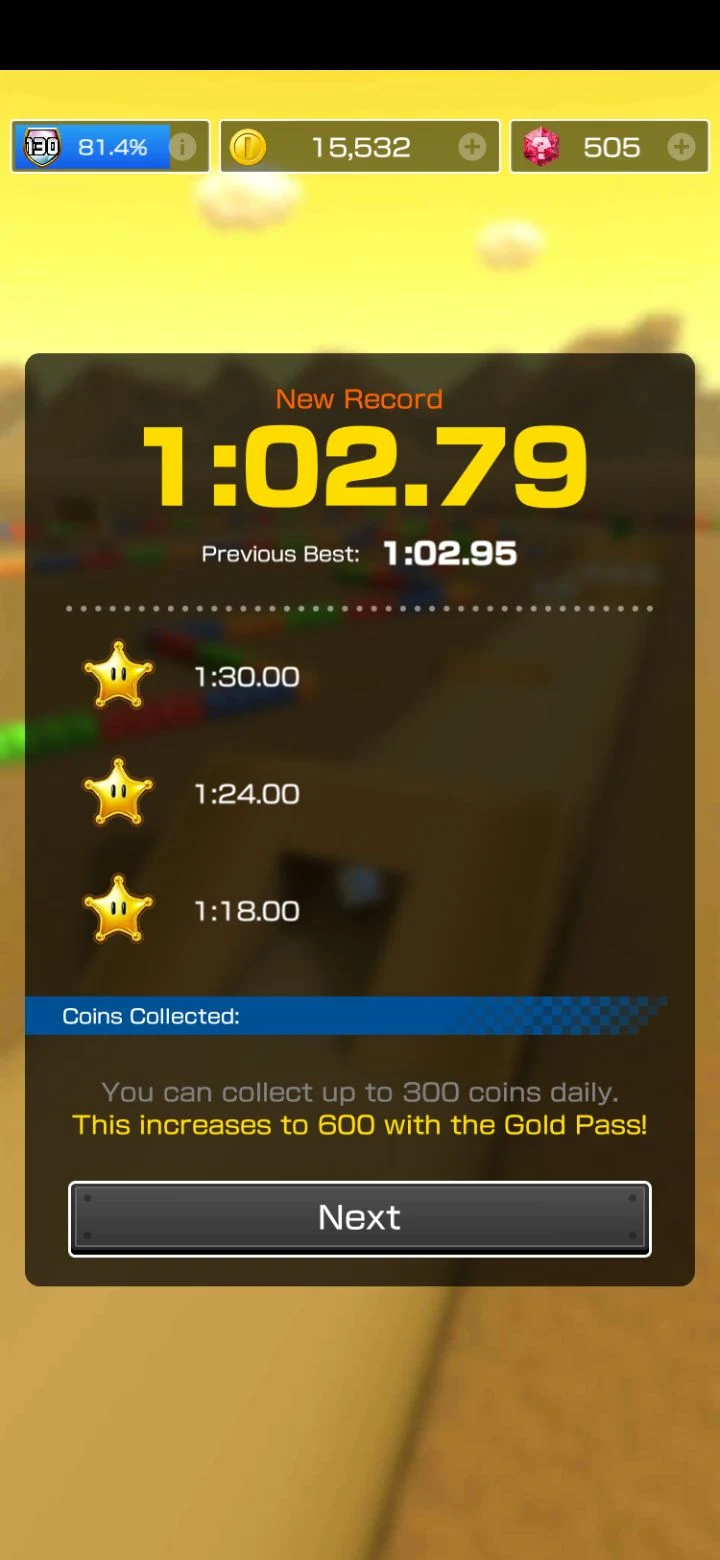 130 81.4% 15,532 505
New Record
1:02.79
Previous Best: 1:02.95
1:30.00
1:24.00
1:18.00
Coins Collected:
You can collect up to 300 coins daily.
This increases to 600 with the Gold Pass!
Next